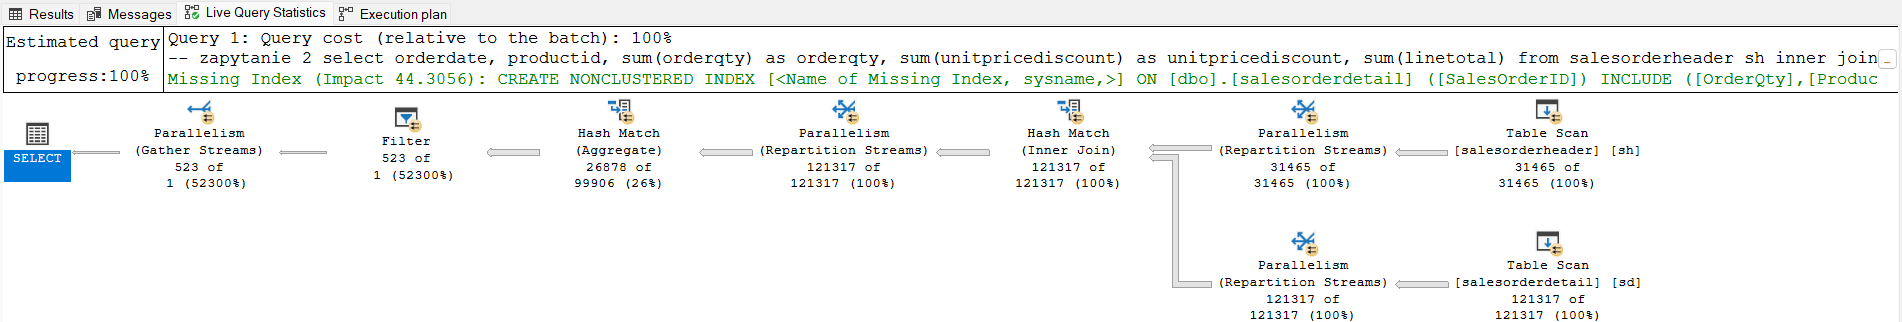 Results Messages Live Query Statistics Execution plan
Estimated query
progress:100%
Query 1: Query cost (relative to the batch): 100%
-- zapytanie 2 select orderdate, productid, sum(orderqty) as orderqty, sum(unitpricediscount) as unitpricediscount, sum(linetotal) from salesorderheader sh inner join
...
Missing Index (Impact 44.3056): CREATE NONCLUSTERED INDEX [<Name of Missing Index, sysname,>] ON [dbo].[salesorderdetail] ([SalesOrderID]) INCLUDE ([OrderQty],[Produc
SELECT
Parallelism
(Gather Streams)
523 of
1 (52300%)
Filter
523 of
1 (52300%)
Hash Match
(Aggregate)
26878 of
99906 (26%)
Parallelism
(Repartition Streams)
121317 of
121317 (100%)
Hash Match
(Inner Join)
121317 of
121317 (100%)
Parallelism
(Repartition Streams)
31465 of
31465 (100%)
Table Scan
[salesorderheader] [sh]
31465 of
31465 (100%)
Parallelism
(Repartition Streams)
121317 of
121317 (100%)
Table Scan
[salesorderdetail] [sd]
121317 of
121317 (100%)